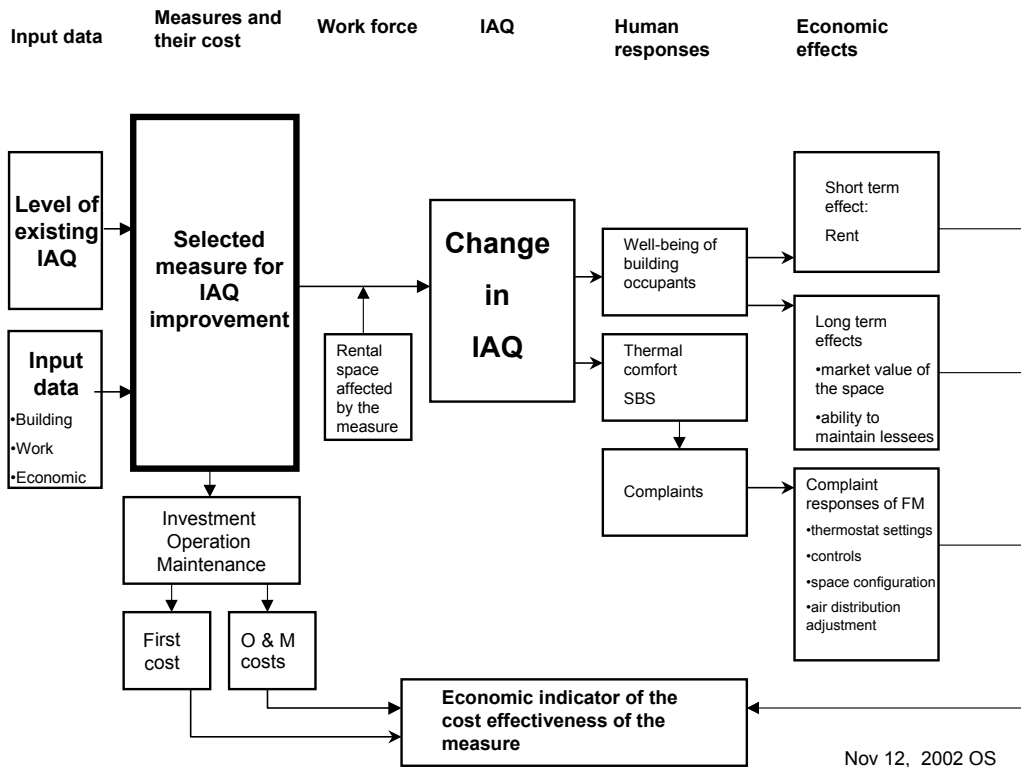 Input data
Measures and
their cost
Work force
IAQ
Human
responses
Economic
effects
Level of
existing
IAQ
Input
data
•Building
•Work
•Economic
Selected
measure for
IAQ
improvement
Investment
Operation
Maintenance
First
cost
O & M
costs
Rental
space
affected
by the
measure
Change
in
IAQ
Well-being of
building
occupants
Thermal
comfort
SBS
Complaints
Short term
effect:
Rent
Long term
effects
•market value of
the space
•ability to
maintain lessees
Complaint
responses of FM
•thermostat settings
•controls
•space configuration
•air distribution
adjustment
Economic indicator of the
cost effectiveness of the
measure
Nov 12, 2002 OS